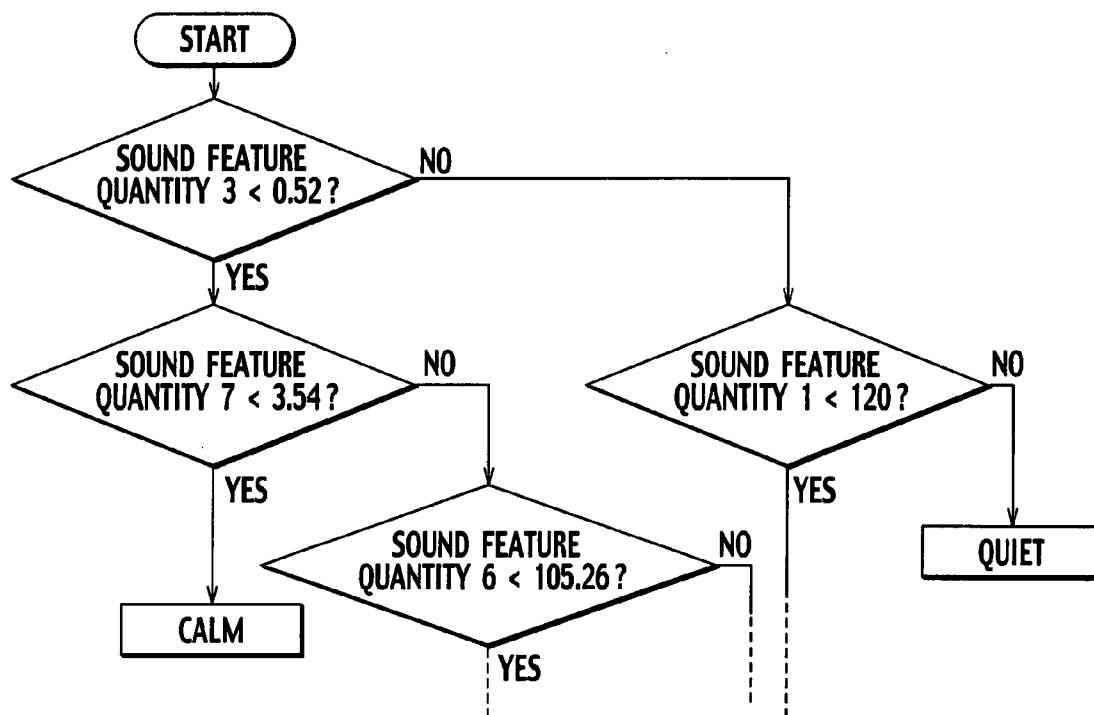 START
SOUND FEATURE
QUANTITY 3 < 0.52?
NO
YES
SOUND FEATURE
QUANTITY 7 < 3.54?
NO
YES
SOUND FEATURE
QUANTITY 1 < 120?
NO
YES
SOUND FEATURE
QUANTITY 6 < 105.26?
NO
YES
QUIET
CALM